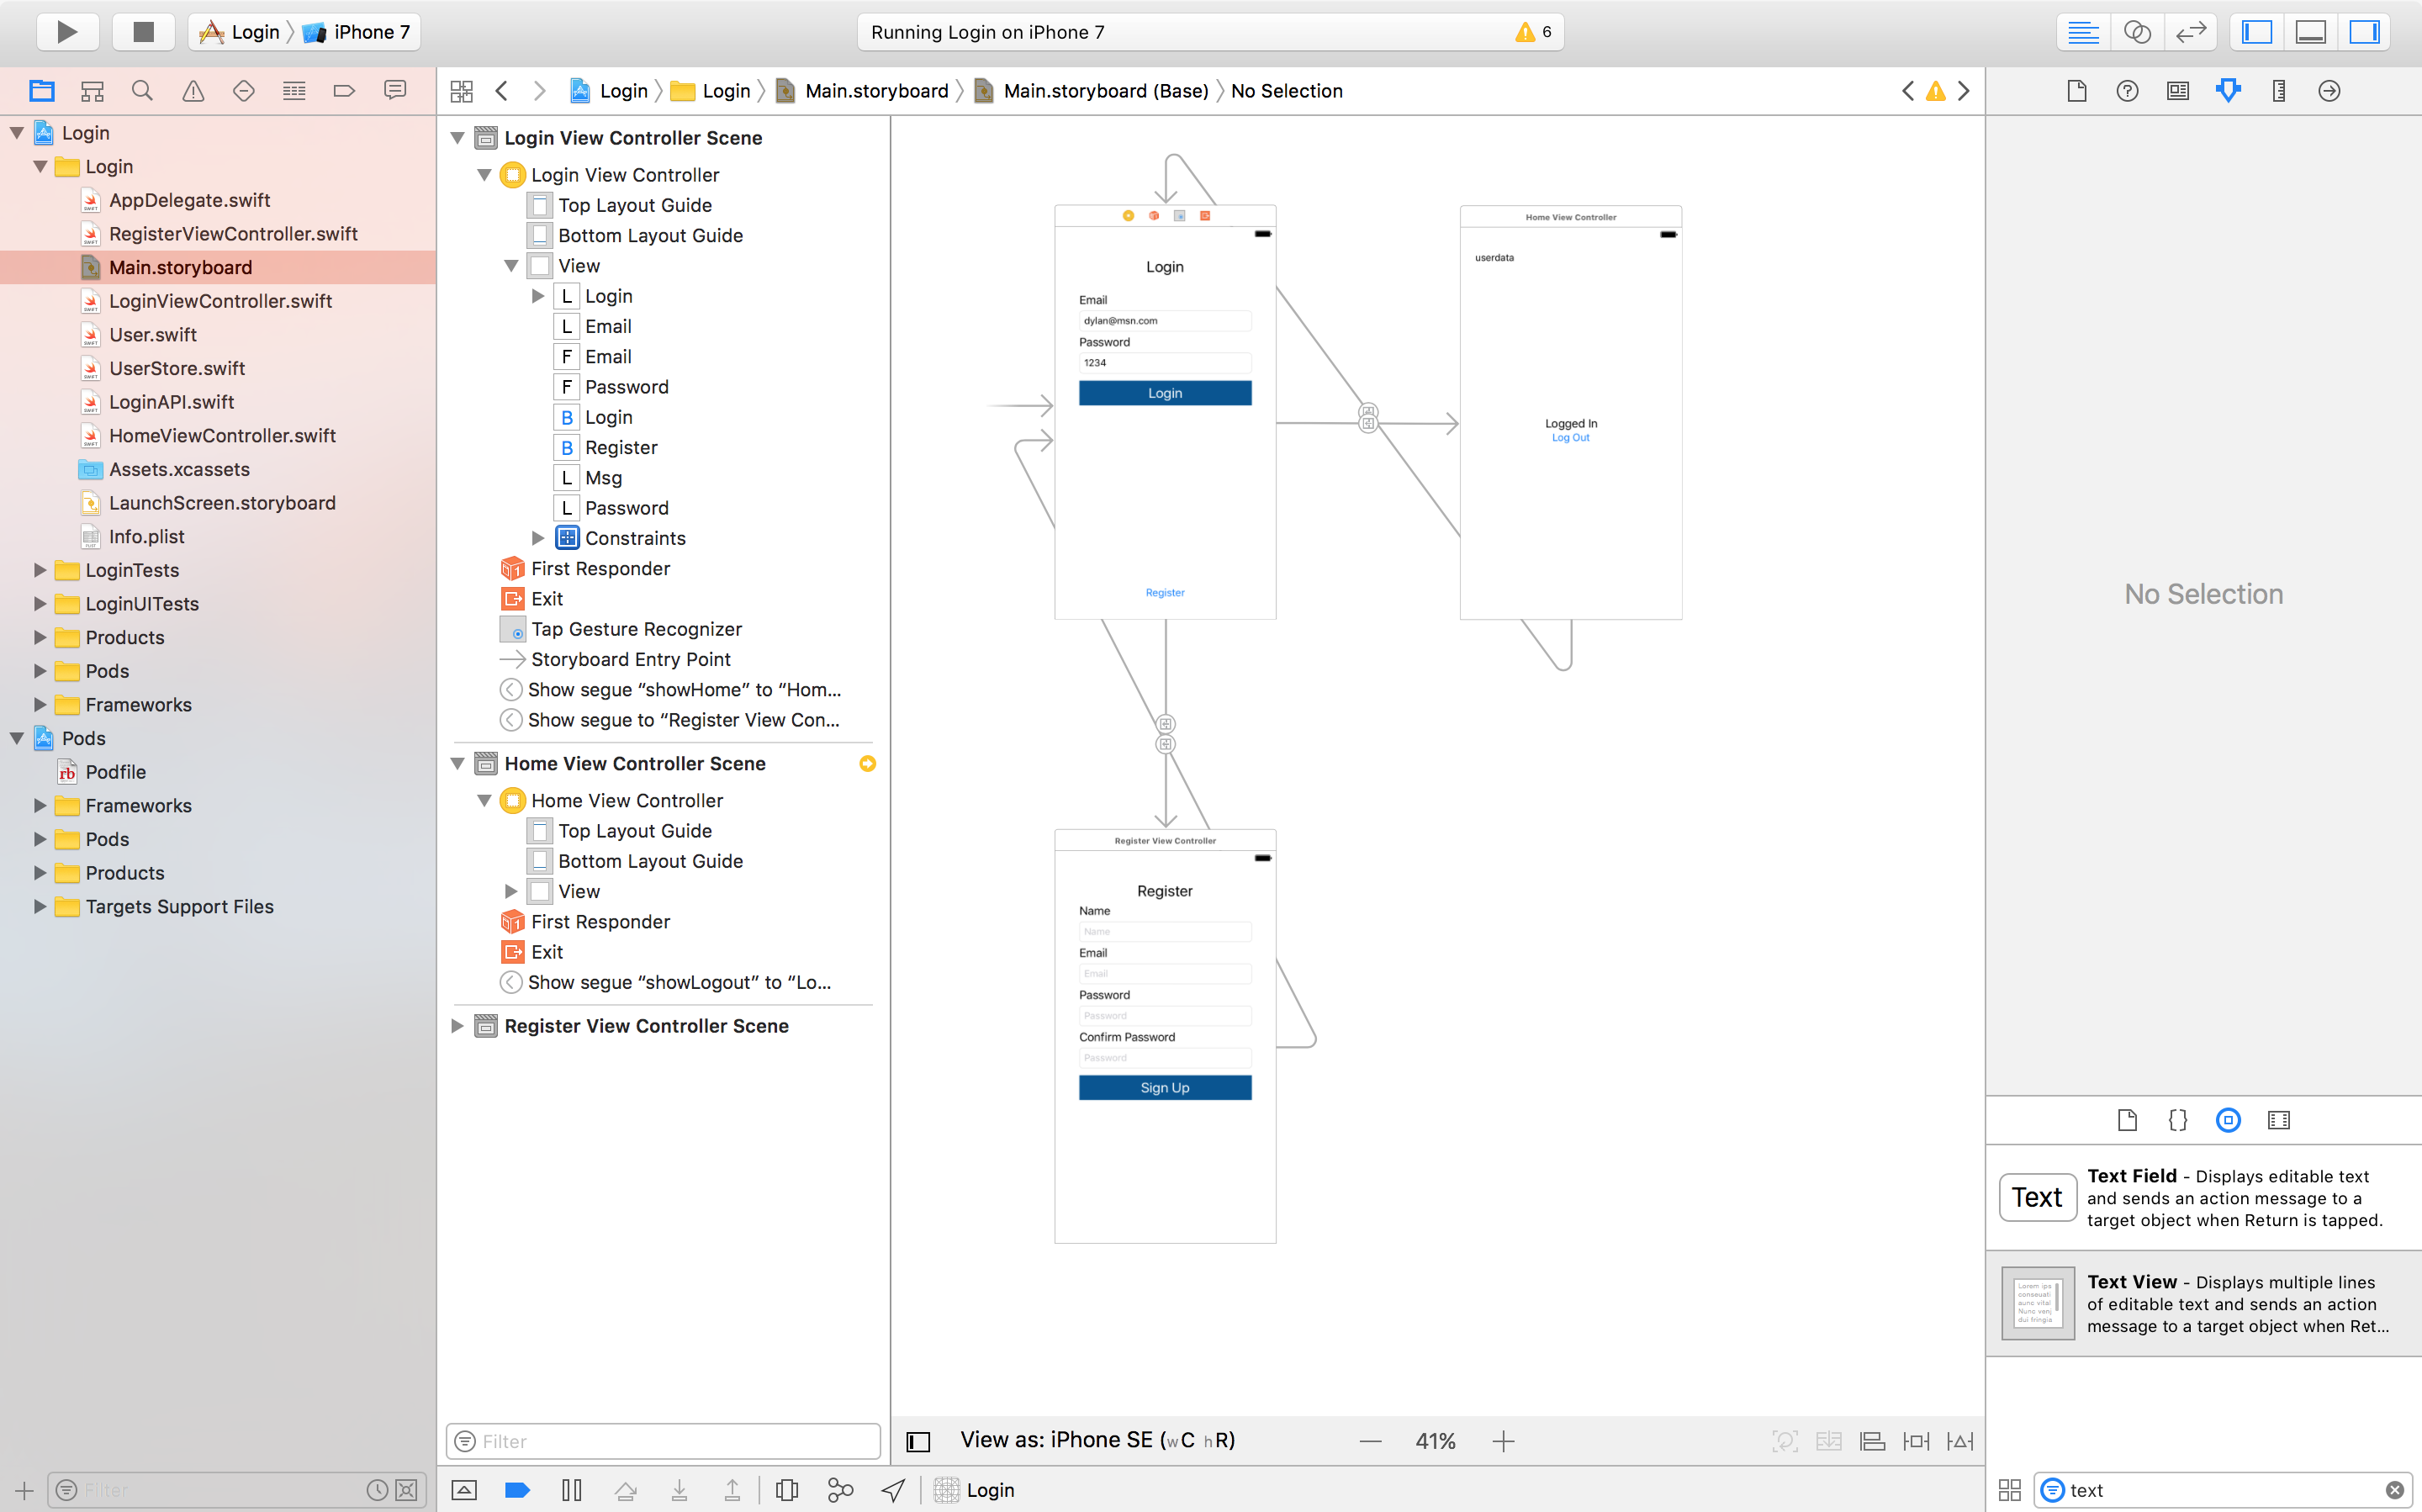 Login
iPhone 7
Running Login on iPhone 7
6
Login
Login
Main.storyboard
Main.storyboard (Base)
No Selection
Login
Login
AppDelegate.swift
RegisterViewController.swift
Main.storyboard
LoginViewController.swift
User.swift
UserStore.swift
LoginAPI.swift
HomeViewController.swift
Assets.xcassets
LaunchScreen.storyboard
Info.plist
LoginTests
LoginUITests
Products
Pods
Frameworks
Pods
Podfile
Frameworks
Pods
Products
Targets Support Files
Filter
Login View Controller Scene
Login View Controller
Top Layout Guide
Bottom Layout Guide
View
L Login
L Email
F Email
F Password
B Login
B Register
L Msg
L Password
Constraints
First Responder
Exit
Tap Gesture Recognizer
Storyboard Entry Point
Show segue “showHome” to “Hom...
Show segue to “Register View Con...
Home View Controller Scene
Home View Controller
Top Layout Guide
Bottom Layout Guide
View
First Responder
Exit
Show segue “showLogout” to “Lo...
Register View Controller Scene
Filter
Login
Email
dylan@msn.com
Password
1234
Login
Register
Home View Controller
userdata
Logged In
Log Out
Register View Controller
Register
Name
Name
Email
Email
Password
Password
Confirm Password
Password
Sign Up
View as: iPhone SE (wC hR)
41%
Login
No Selection
Text
Text Field - Displays editable text
and sends an action message to a
target object when Return is tapped.
Lorem ips
conseuati
aunc vital
Nunc venj
dui fringia
Text View - Displays multiple lines
of editable text and sends an action
message to a target object when Ret...
text